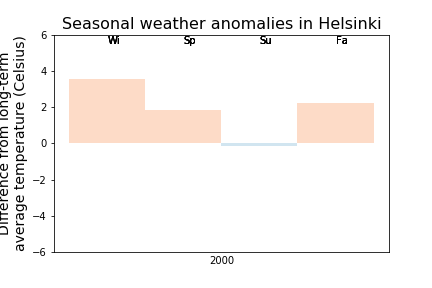 Seasonal weather anomalies in Helsinki
Difference from long-term
average temperature (Celsius)
6
4
2
0
−2
−4
−6
Wi Sp Su Fa
2000